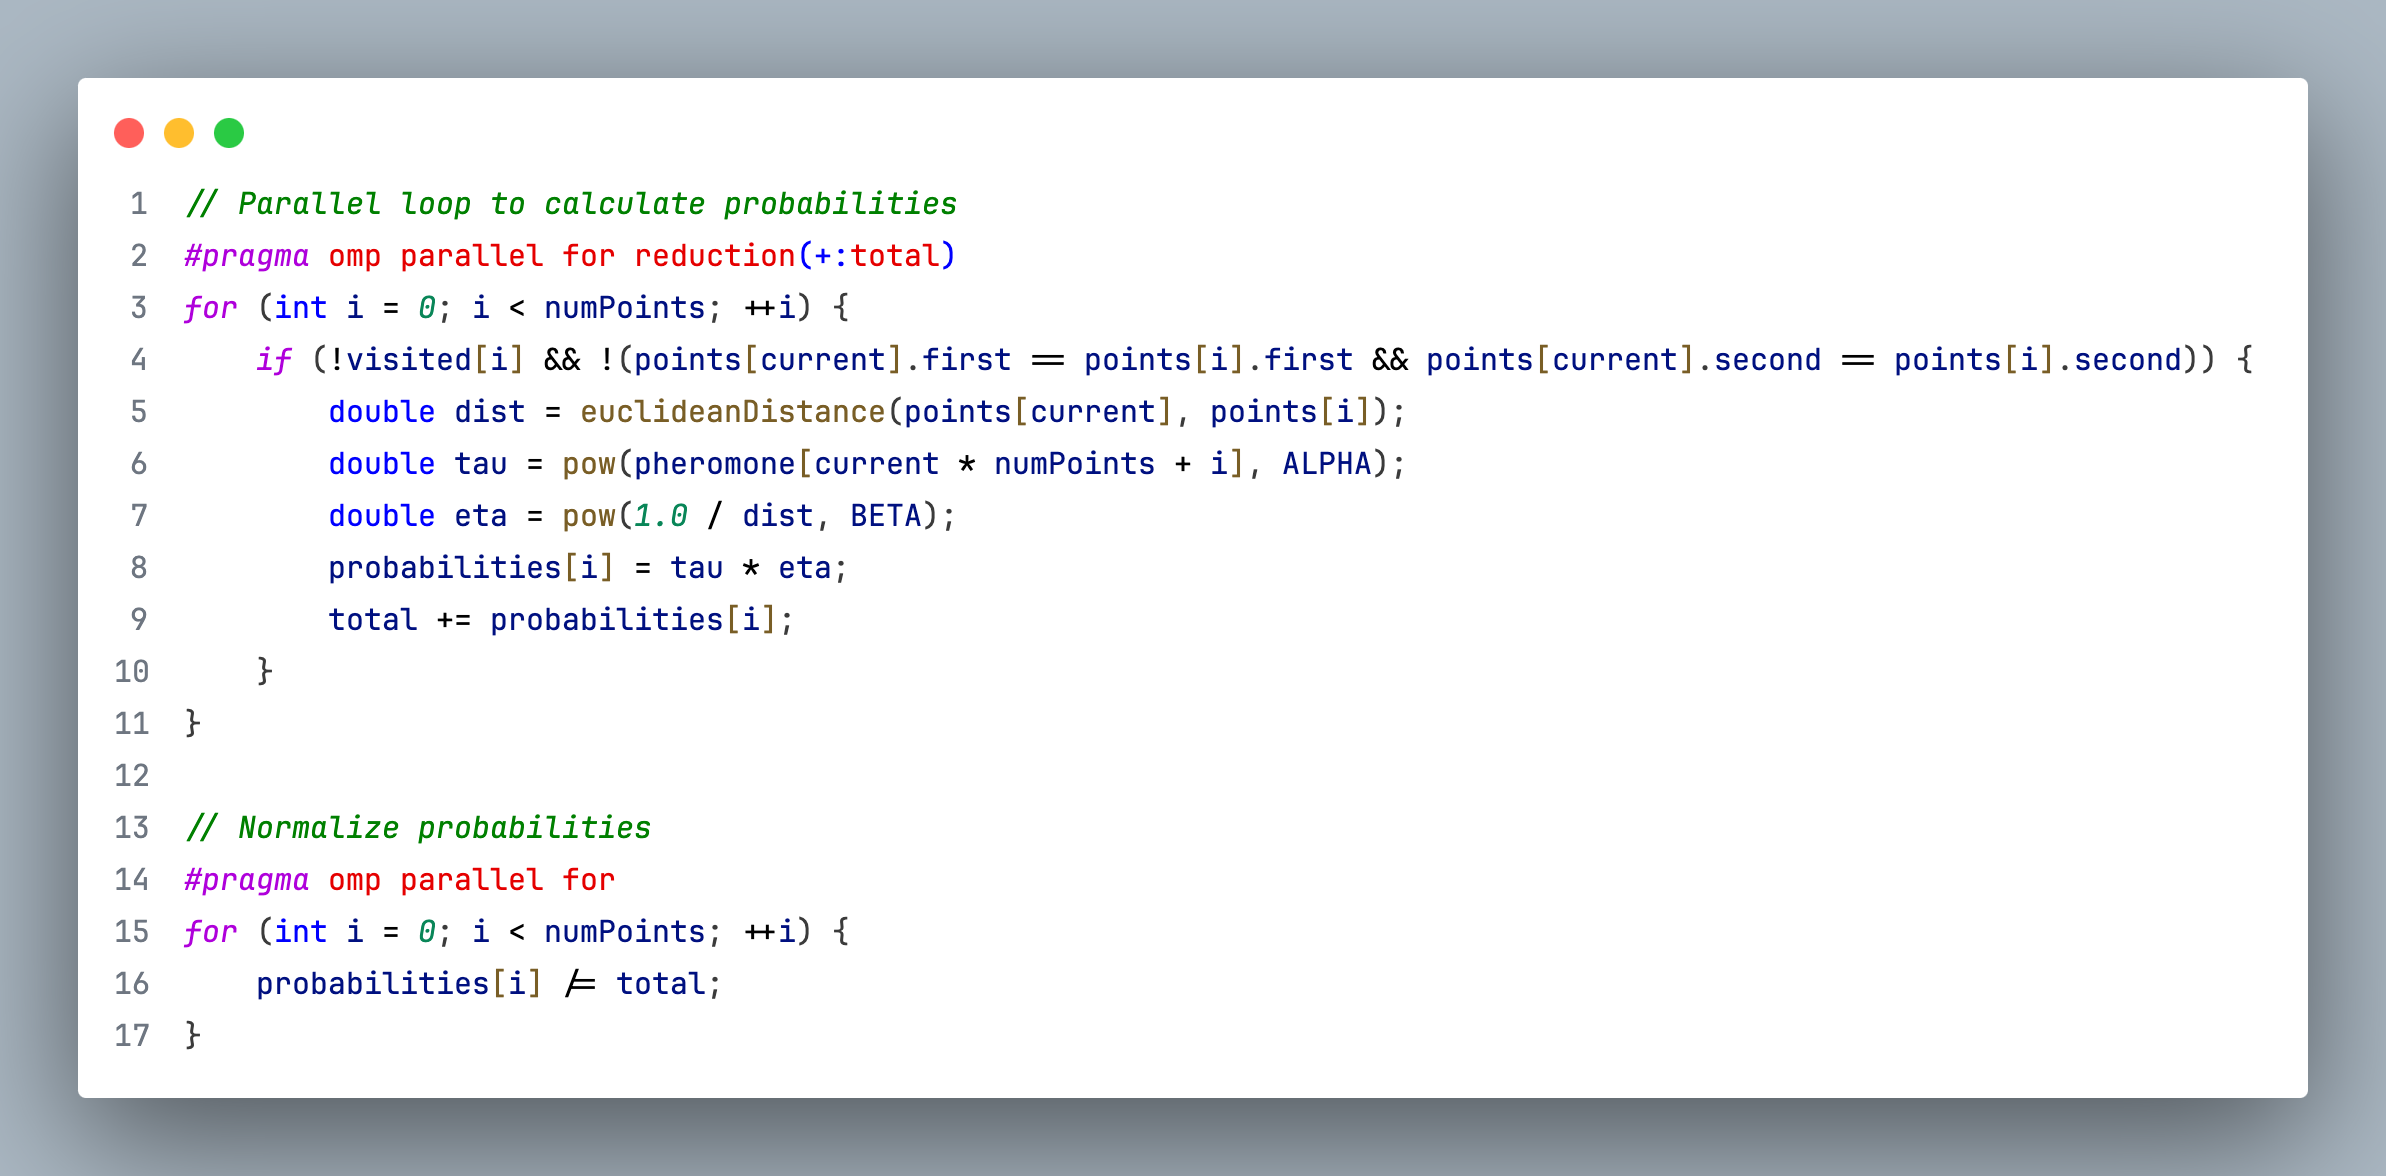 1 // Parallel loop to calculate probabilities
2 #pragma omp parallel for reduction(+:total)
3 for (int i = 0; i < numPoints; ++i) {
4     if (!visited[i] && !(points[current].first == points[i].first && points[current].second == points[i].second)) {
5         double dist = euclideanDistance(points[current], points[i]);
6         double tau = pow(pheromone[current * numPoints + i], ALPHA);
7         double eta = pow(1.0 / dist, BETA);
8         probabilities[i] = tau * eta;
9         total += probabilities[i];
10     }
11 }
12
13 // Normalize probabilities
14 #pragma omp parallel for
15 for (int i = 0; i < numPoints; ++i) {
16     probabilities[i] /= total;
17 }